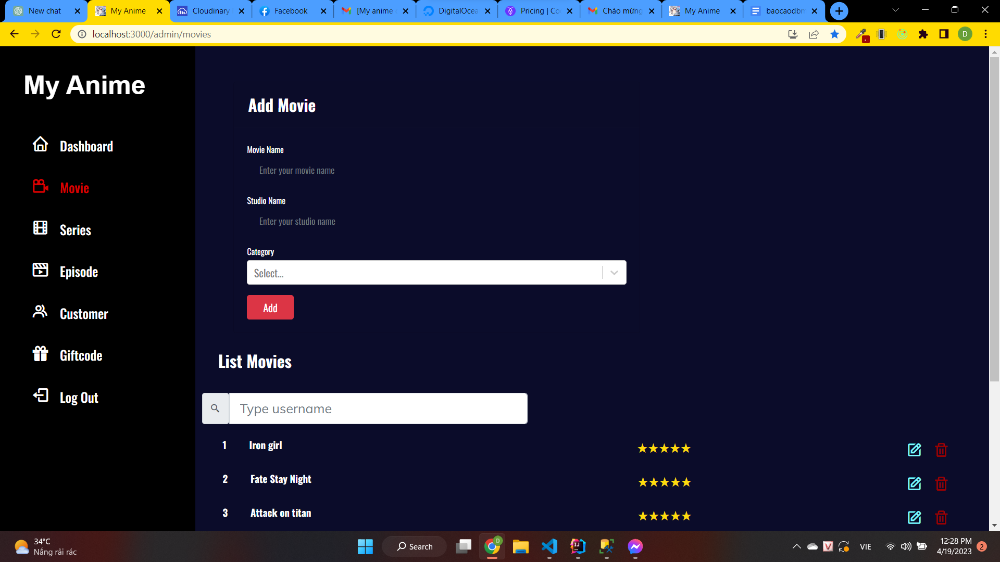 New chat
My Anime
Cloudinary
Facebook
[My anime
DigitalOcea
Pricing | Co
Chào mừng
My Anime
baocaodbm
localhost:3000/admin/movies
D
My Anime
Dashboard
Movie
Series
Episode
Customer
Giftcode
Log Out
Add Movie
Movie Name
Enter your movie name
Studio Name
Enter your studio name
Category
Select...
Add
List Movies
Type username
1 Iron girl
2 Fate Stay Night
3 Attack on titan
34°C
Nắng rải rác
Search
D
VIE
12:28 PM
4/19/2023
2